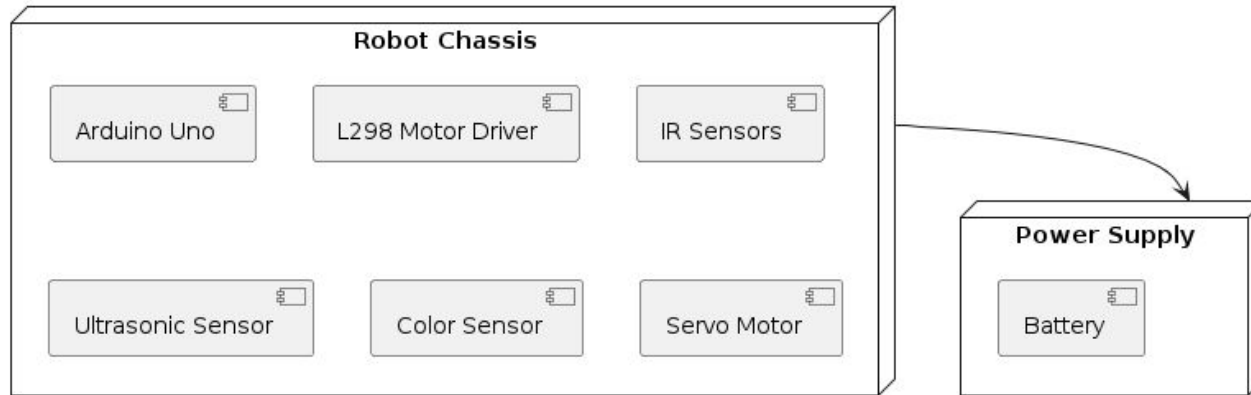 Robot Chassis
Arduino Uno
L298 Motor Driver
IR Sensors
Ultrasonic Sensor
Color Sensor
Servo Motor
Power Supply
Battery